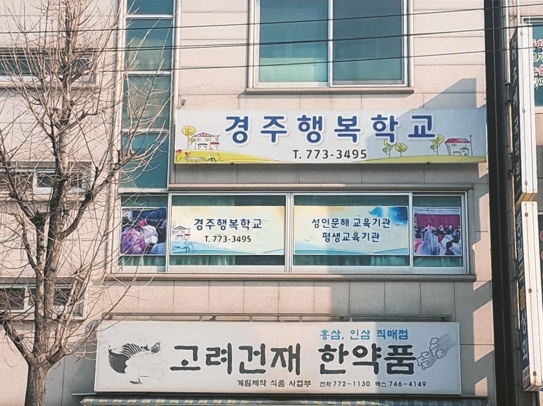 경주행복학교
T. 773-3495
경주행복학교
T. 773-3495
성인문해 교육기관
평생교육기관
홍삼, 인삼 직매점
고려건재 한약품
계림제약 식품 사업부 전화 772-1130 팩스 746-4149